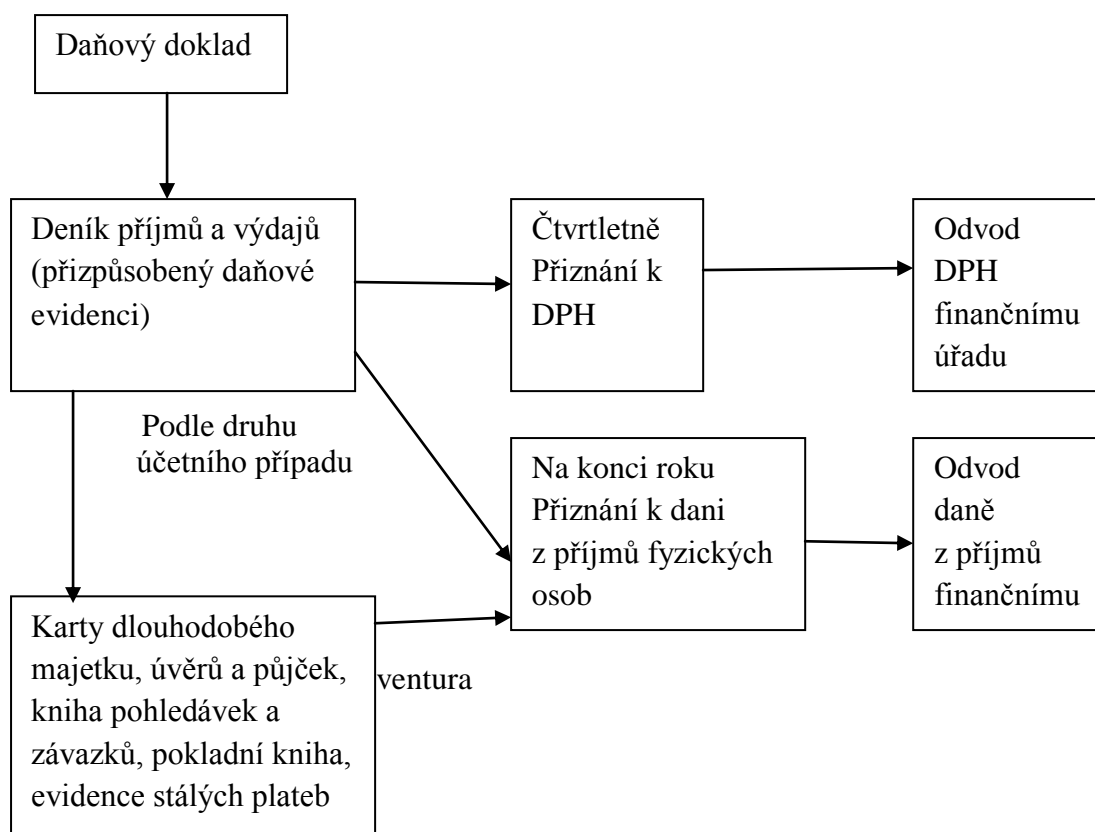 Daňový doklad
Deník příjmů a výdajů
(přizpůsobený daňové
evidenci)
Čtvrtletně
Přiznání k
DPH
Odvod
DPH
finančnímu
úřadu
Podle druhu
účetního případu
Na konci roku
Přiznání k dani
z příjmů fyzických
osob
Odvod
daně
z příjmů
finančnímu
Karty dlouhodobého
majetku, úvěrů a půjček,
kniha pohledávek a
závazků, pokladní kniha,
evidence stálých plateb
ventura